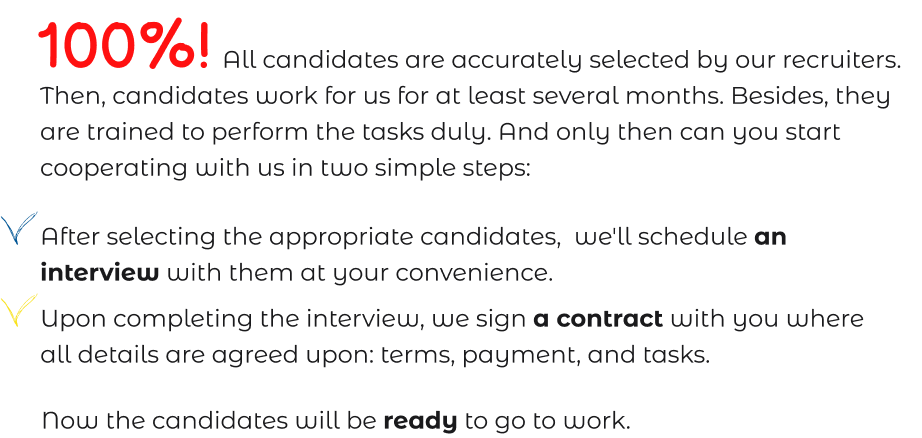 100%! All candidates are accurately selected by our recruiters.
Then, candidates work for us for at least several months. Besides, they
are trained to perform the tasks duly. And only then can you start
cooperating with us in two simple steps:
After selecting the appropriate candidates,  we'll schedule an
interview with them at your convenience.
Upon completing the interview, we sign a contract with you where
all details are agreed upon: terms, payment, and tasks.
Now the candidates will be ready to go to work.